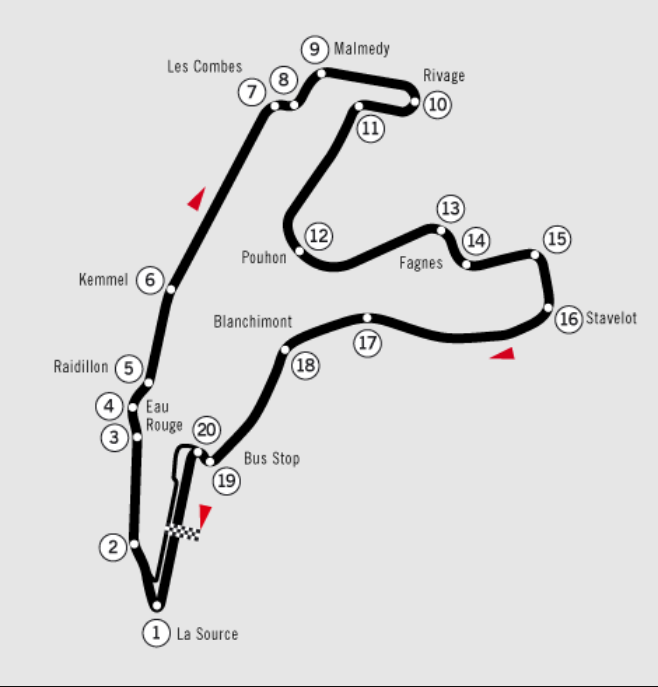 9 Malmedy
Les Combes
8
Rivage
7
10
11
13
12
14
15
Pouhon
Fagnes
Kemmel 6
Blanchimont
16 Stavelot
17
18
Raidillon 5
4 Eau
Rouge
3
20
Bus Stop
19
2
1 La Source